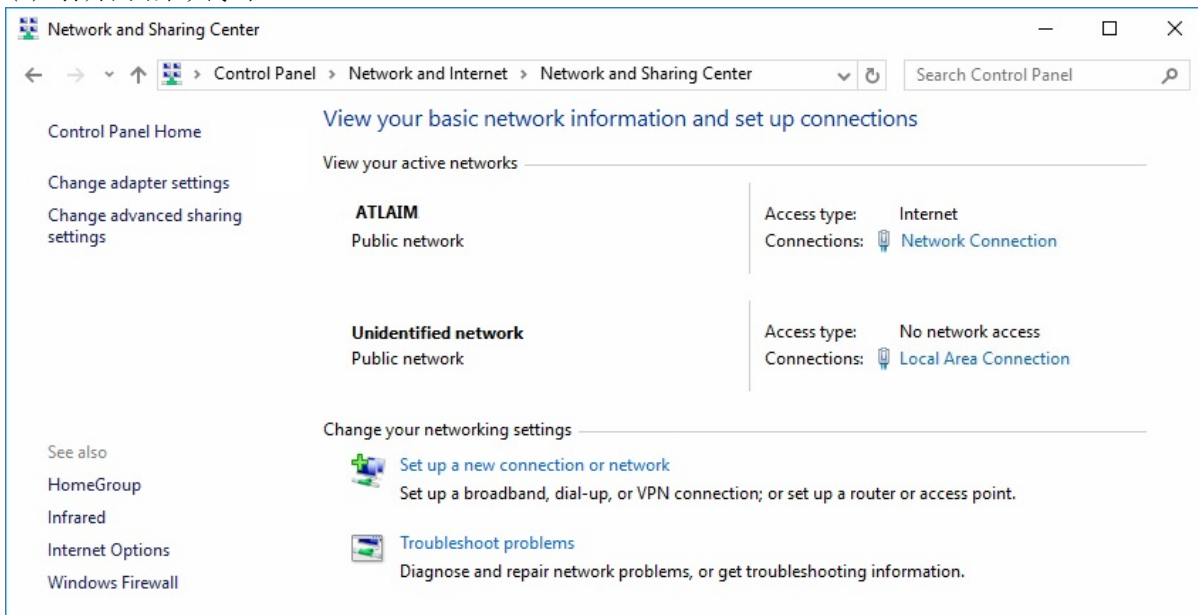 Network and Sharing Center
Control Panel > Network and Internet > Network and Sharing Center
Search Control Panel
Control Panel Home
Change adapter settings
Change advanced sharing
settings
View your basic network information and set up connections
View your active networks
ATLAIM
Public network
Access type: Internet
Connections: Network Connection
Unidentified network
Public network
Access type: No network access
Connections: Local Area Connection
Change your networking settings
Set up a new connection or network
Set up a broadband, dial-up, or VPN connection; or set up a router or access point.
Troubleshoot problems
Diagnose and repair network problems, or get troubleshooting information.
See also
HomeGroup
Infrared
Internet Options
Windows Firewall